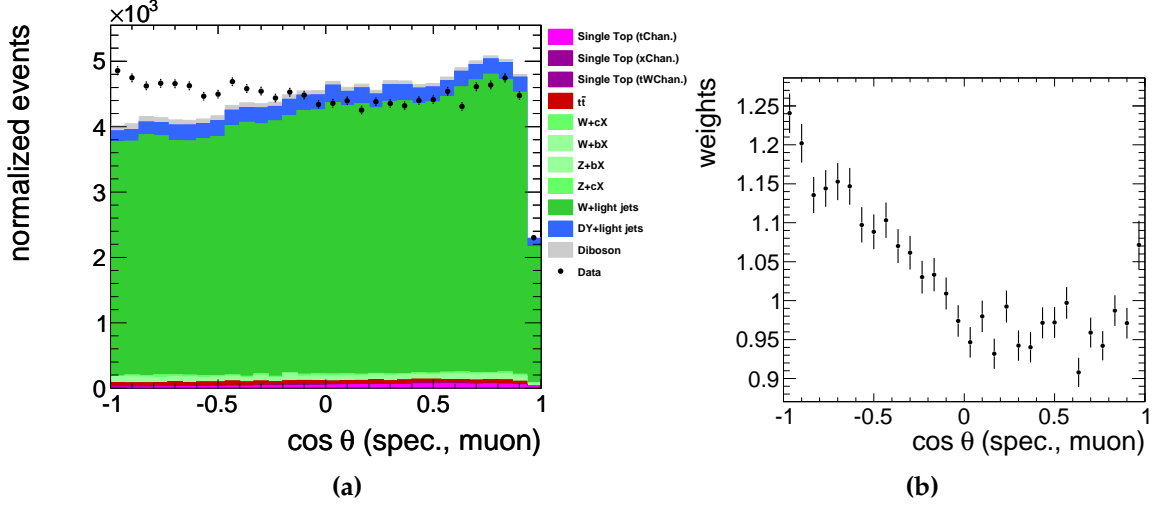 ×10³
normalized events
5
4
3
2
1
0
-1
-0.5
0
0.5
1
cos θ (spec., muon)
Single Top (tChan.)
Single Top (xChan.)
Single Top (tWChan.)
tt̄
W+cX
W+bX
Z+bX
Z+cX
W+light jets
DY+light jets
Diboson
Data
(a)
weights
1.25
1.2
1.15
1.1
1.05
1
0.95
0.9
-1
-0.5
0
0.5
1
cos θ (spec., muon)
(b)